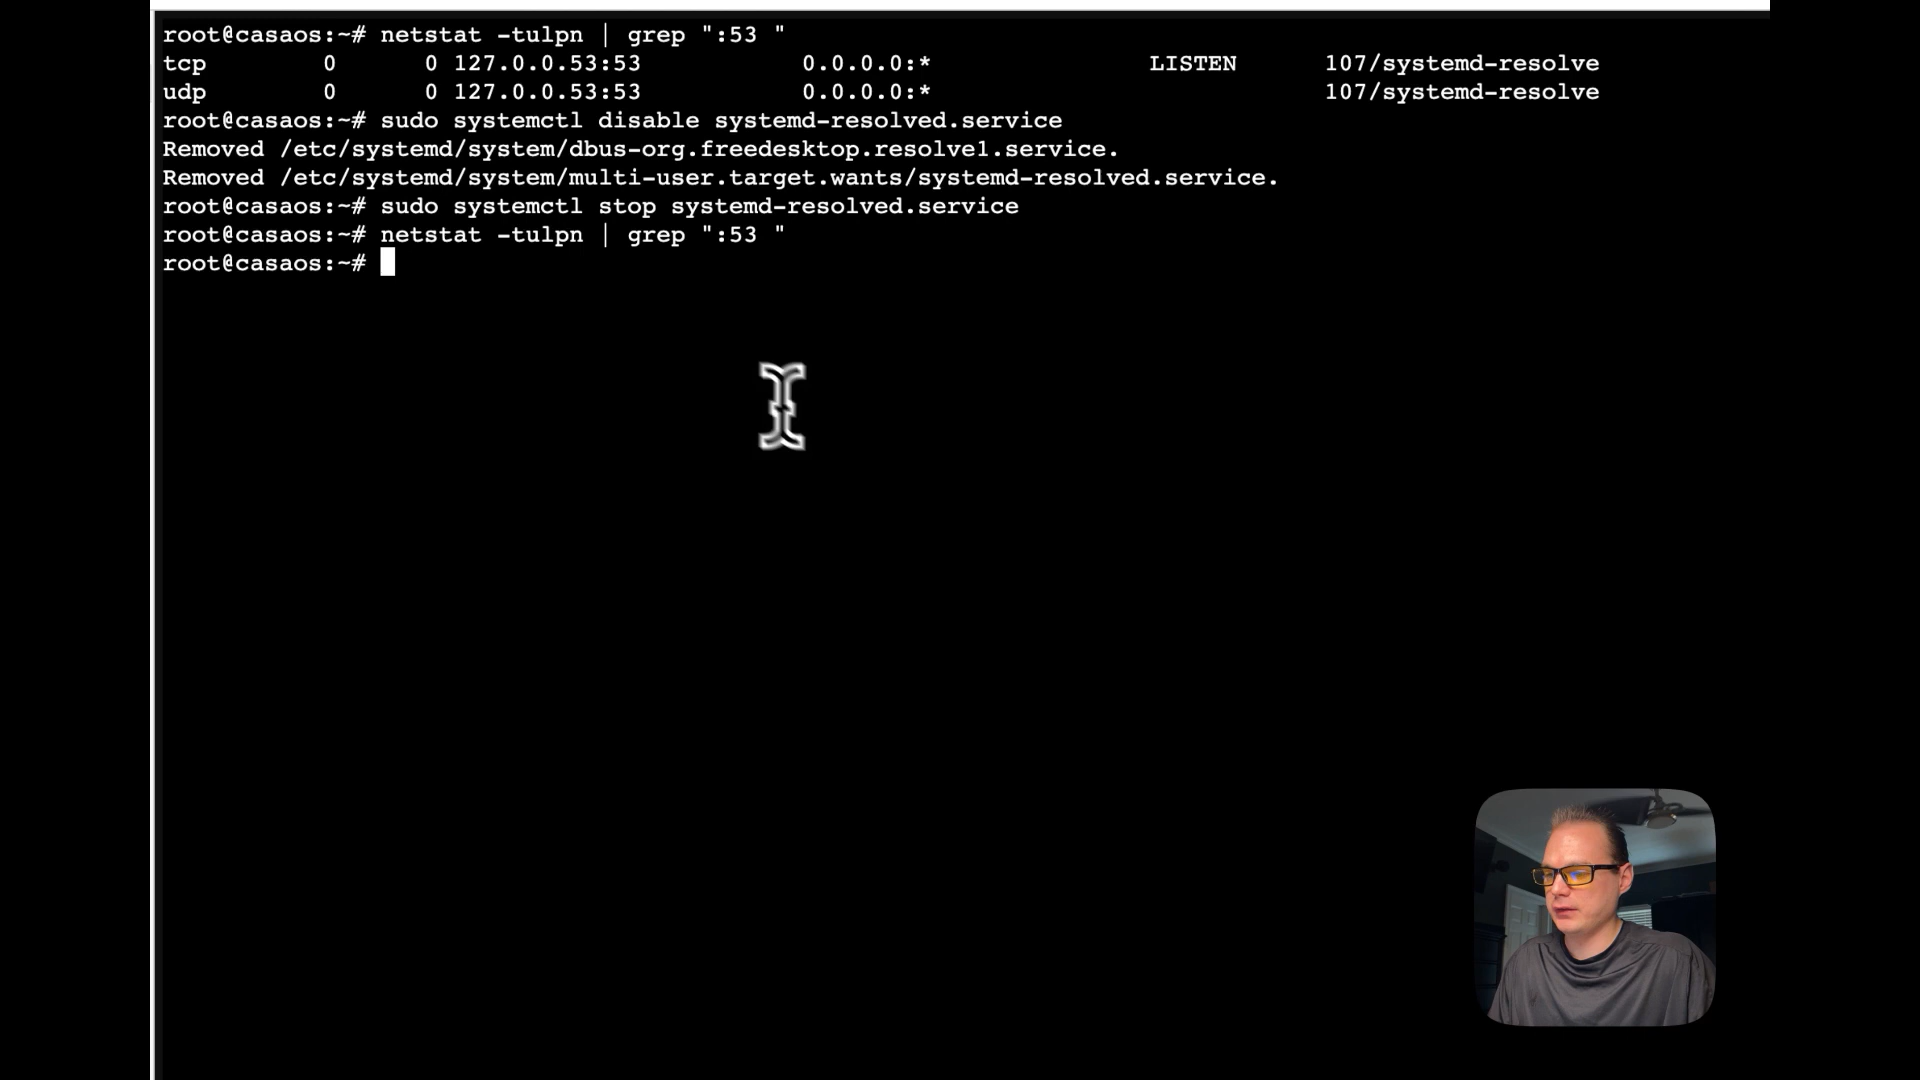 root@casaos:~# netstat -tulpn | grep ":53 "
tcp        0      0 127.0.0.53:53           0.0.0.0:*               LISTEN      107/systemd-resolve
udp        0      0 127.0.0.53:53           0.0.0.0:*                           107/systemd-resolve
root@casaos:~# sudo systemctl disable systemd-resolved.service
Removed /etc/systemd/system/dbus-org.freedesktop.resolve1.service.
Removed /etc/systemd/system/multi-user.target.wants/systemd-resolved.service.
root@casaos:~# sudo systemctl stop systemd-resolved.service
root@casaos:~# netstat -tulpn | grep ":53 "
root@casaos:~#